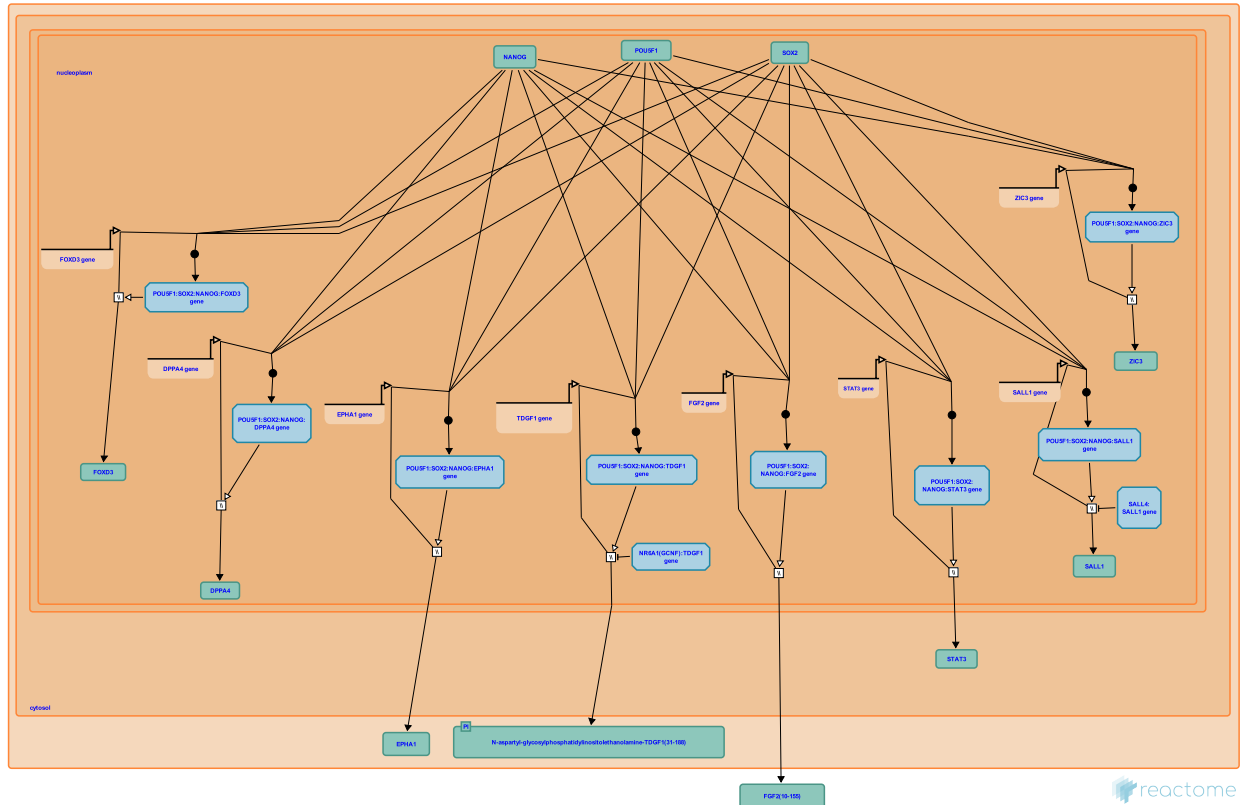 NANOG
POU5F1
SOX2
nucleoplasm
ZIC3 gene
POU5F1:SOX2:NANOG:ZIC3
gene
FOXD3 gene
POU5F1:SOX2:NANOG:FOXD3
gene
ZIC3
DPPA4 gene
STAT3 gene
SALL1 gene
EPHA1 gene
TDGF1 gene
FGF2 gene
POU5F1:SOX2:NANOG:
DPPA4 gene
POU5F1:SOX2:NANOG:SALL1
gene
FOXD3
POU5F1:SOX2:NANOG:EPHA1
gene
POU5F1:SOX2:NANOG:TDGF1
gene
POU5F1:SOX2:
NANOG:FGF2 gene
POU5F1:SOX2:
NANOG:STAT3 gene
SALL4:
SALL1 gene
NR6A1(GCNF):TDGF1
gene
SALL1
DPPA4
STAT3
cytosol
PI
EPHA1
N-aspartyl-glycosylphosphatidylinositolethanolamine-TDGF1(31-188)
FGF2(10-155)
reactome